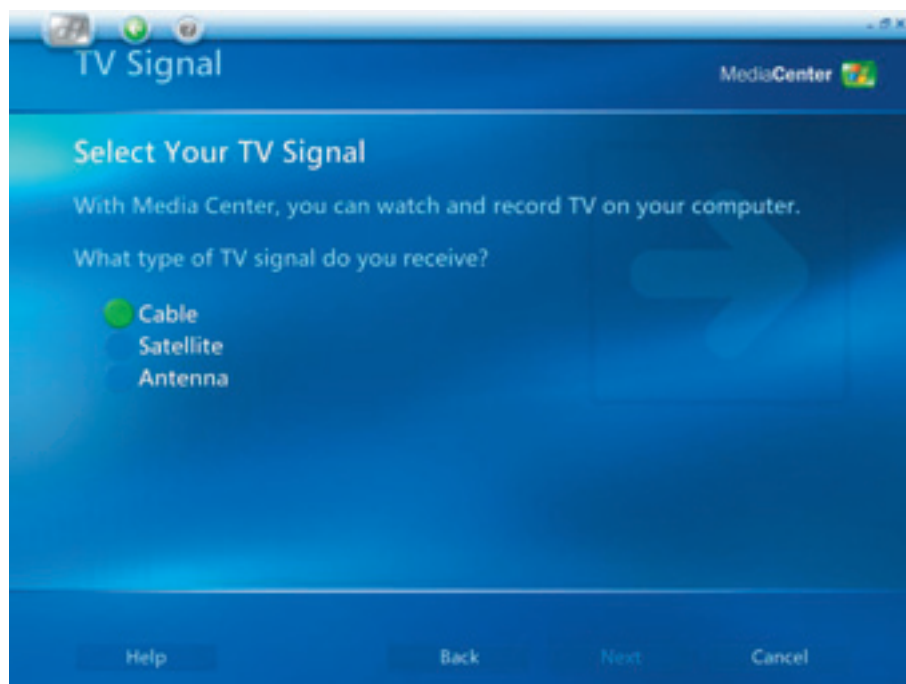 TV Signal
MediaCenter
Select Your TV Signal
With Media Center, you can watch and record TV on your computer.
What type of TV signal do you receive?
Cable
Satellite
Antenna
Help Back Next Cancel